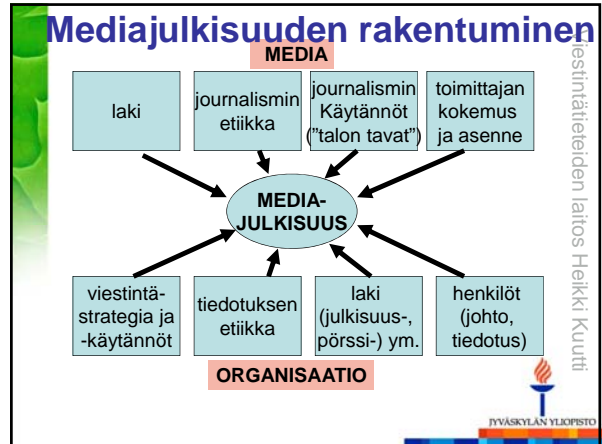 Mediajulkisuuden rakentuminen
MEDIA
laki
journalismin
etiikka
journalismin
Käytännöt
("talon tavat")
toimittajan
kokemus
ja asenne
MEDIA-
JULKISUUS
viestintä-
strategia ja
-käytännöt
tiedotuksen
etiikka
laki
(julkisuus-,
pörssi-) ym.
henkilöt
(johto,
tiedotus)
ORGANISAATIO
Viestintätieteiden laitos Heikki Kuutti
JYVÄSKYLÄN YLIOPISTO